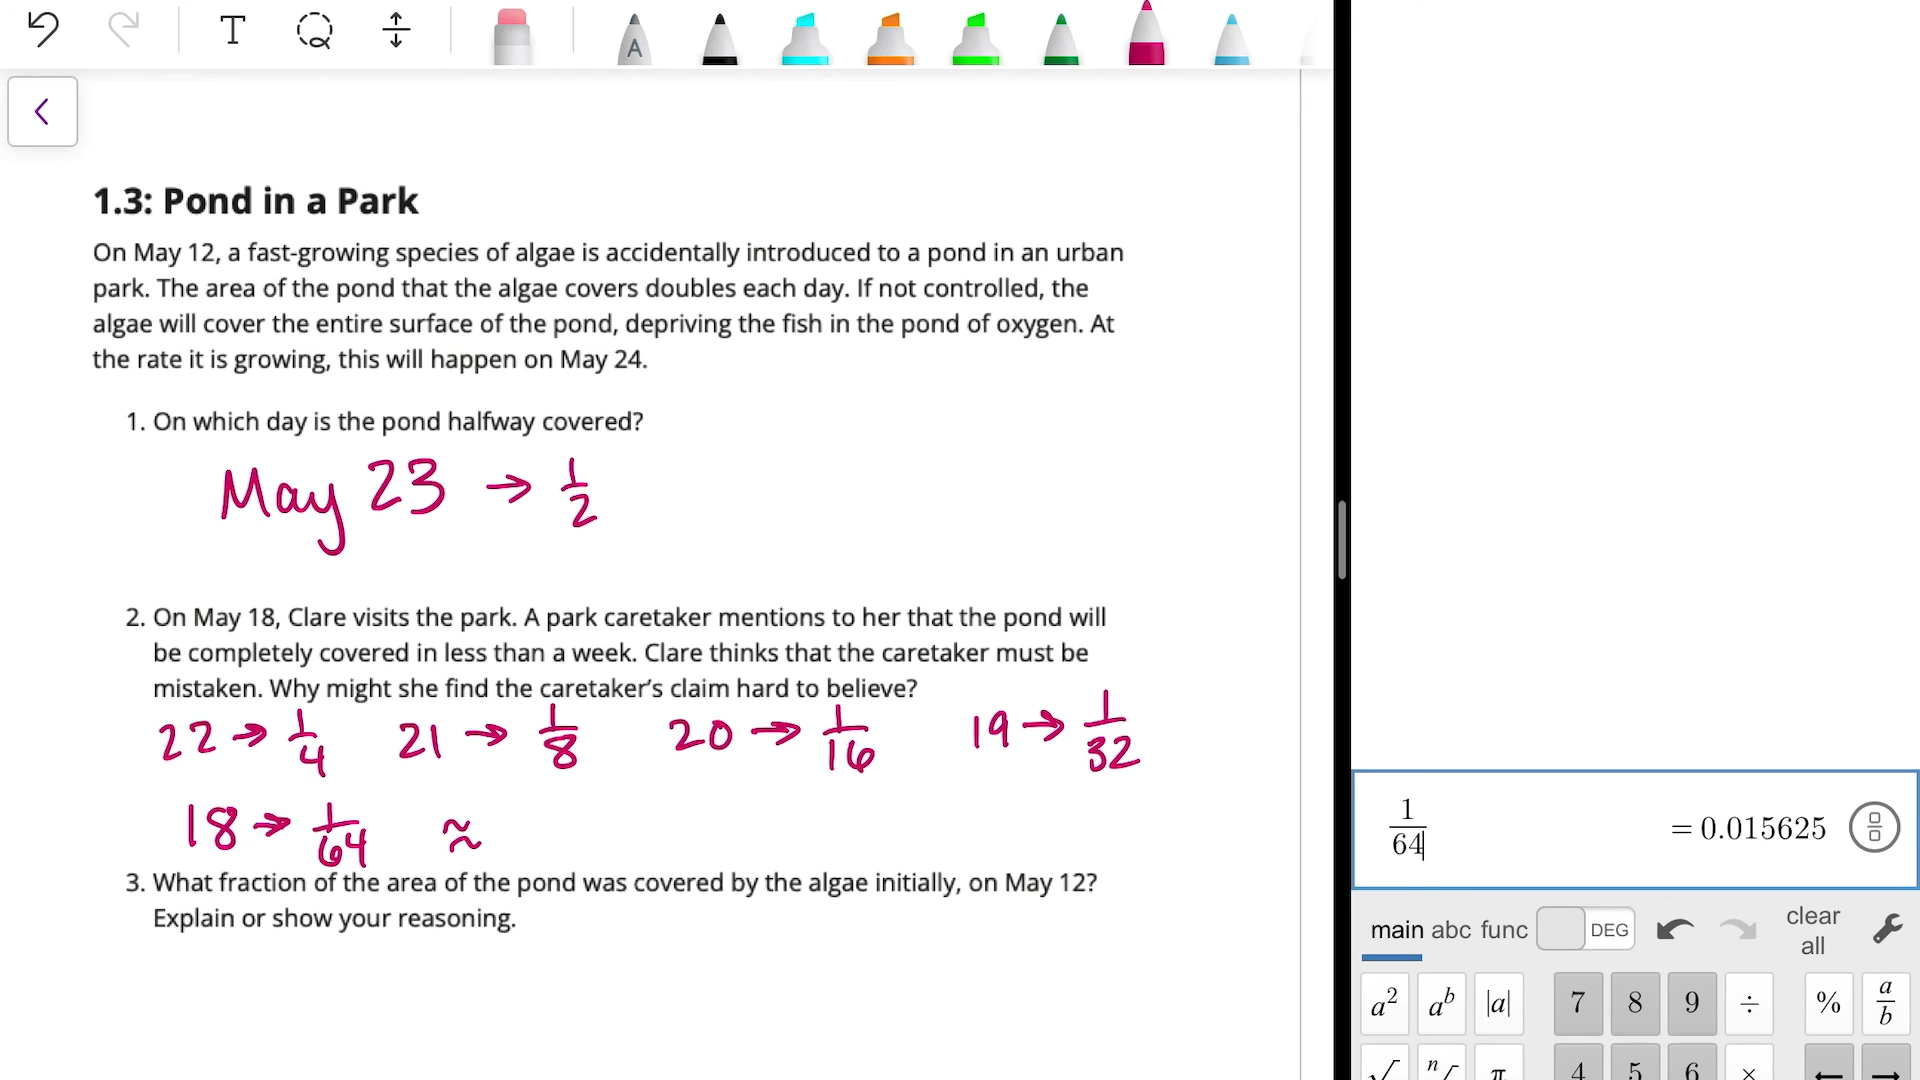 T
A
1.3: Pond in a Park
On May 12, a fast-growing species of algae is accidentally introduced to a pond in an urban
park. The area of the pond that the algae covers doubles each day. If not controlled, the
algae will cover the entire surface of the pond, depriving the fish in the pond of oxygen. At
the rate it is growing, this will happen on May 24.
1. On which day is the pond halfway covered?
May 23 → 1/2
2. On May 18, Clare visits the park. A park caretaker mentions to her that the pond will
be completely covered in less than a week. Clare thinks that the caretaker must be
mistaken. Why might she find the caretaker's claim hard to believe?
22 → 1/4 21 → 1/8 20 → 1/16 19 → 1/32
18 → 1/64 ≈
3. What fraction of the area of the pond was covered by the algae initially, on May 12?
Explain or show your reasoning.
1/64 = 0.015625
main abc func DEG clear all
a² aᵇ |a| 7 8 9 ÷ % a/b
√ ⁿ√ π 4 5 6 × ← →